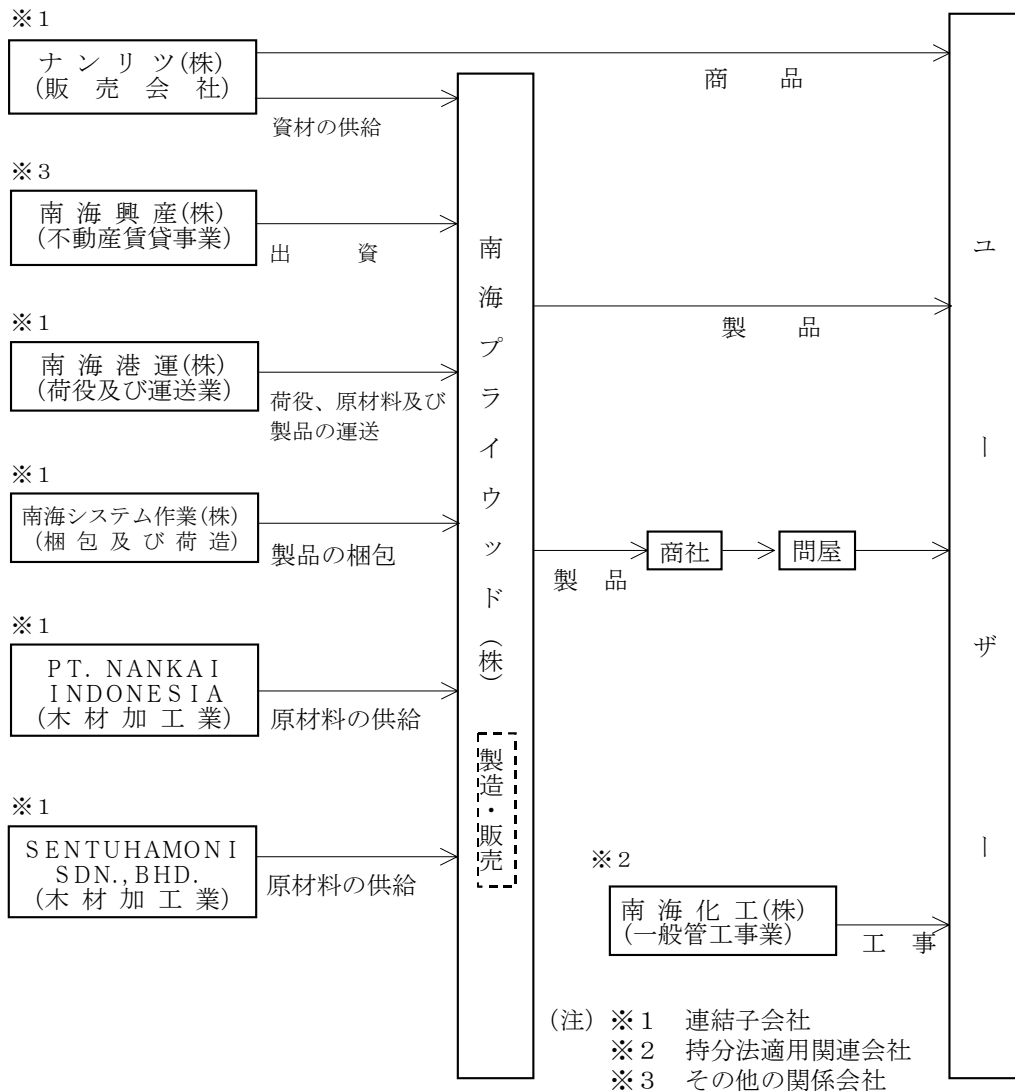 ※1
ナンリツ(株)
(販売会社)
商品
資材の供給
※3
南海興産(株)
(不動産賃貸事業)
出資
※1
南海港運(株)
(荷役及び運送業)
荷役、原材料及び
製品の運送
※1
南海システム作業(株)
(梱包及び荷造)
製品の梱包
※1
PT. NANKAI
INDONESIA
(木材加工業)
原材料の供給
※1
SENTUHAMONI
SDN.,BHD.
(木材加工業)
原材料の供給
南海プライウッド(株)
製造・販売
製品
製品
商社
問屋
※2
南海化工(株)
(一般管工事業)
工事
ユーザー
(注) ※1 連結子会社
※2 持分法適用関連会社
※3 その他の関係会社